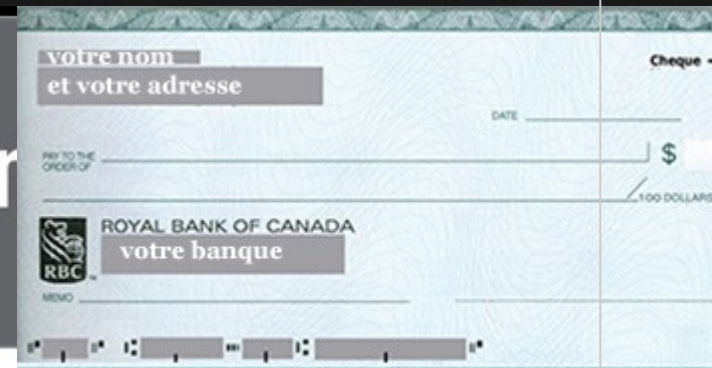 votre nom
et votre adresse
Cheque
DATE
PAY TO THE
ORDER OF
$
100 DOLLARS
ROYAL BANK OF CANADA
votre banque
RBC
MEMO